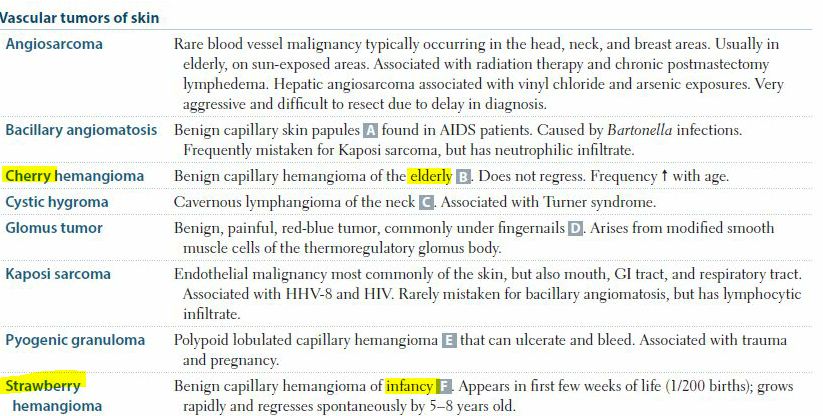 Vascular tumors of skin
Angiosarcoma Rare blood vessel malignancy typically occurring in the head, neck, and breast areas. Usually in
elderly, on sun-exposed areas. Associated with radiation therapy and chronic postmastectomy
lymphedema. Hepatic angiosarcoma associated with vinyl chloride and arsenic exposures. Very
aggressive and difficult to resect due to delay in diagnosis.
Bacillary angiomatosis Benign capillary skin papules A found in AIDS patients. Caused by Bartonella infections.
Frequently mistaken for Kaposi sarcoma, but has neutrophilic infiltrate.
Cherry hemangioma Benign capillary hemangioma of the elderly B. Does not regress. Frequency ↑ with age.
Cystic hygroma Cavernous lymphangioma of the neck C. Associated with Turner syndrome.
Glomus tumor Benign, painful, red-blue tumor, commonly under fingernails D. Arises from modified smooth
muscle cells of the thermoregulatory glomus body.
Kaposi sarcoma Endothelial malignancy most commonly of the skin, but also mouth, GI tract, and respiratory tract.
Associated with HHV-8 and HIV. Rarely mistaken for bacillary angiomatosis, but has lymphocytic
infiltrate.
Pyogenic granuloma Polypoid lobulated capillary hemangioma E that can ulcerate and bleed. Associated with trauma
and pregnancy.
Strawberry Benign capillary hemangioma of infancy F. Appears in first few weeks of life (1/200 births); grows
hemangioma rapidly and regresses spontaneously by 5–8 years old.